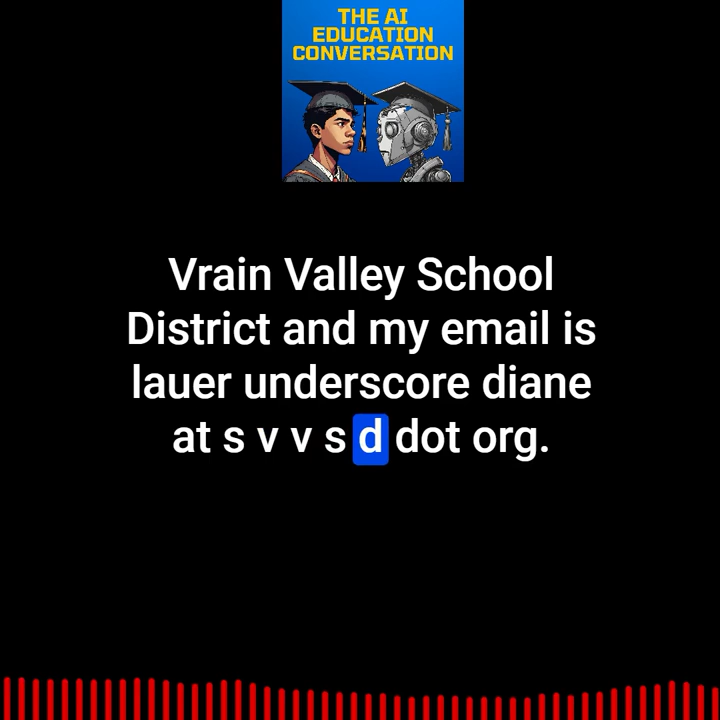 THE AI
EDUCATION
CONVERSATION
Vrain Valley School
District and my email is
lauer underscore diane
at s v v s d dot org.